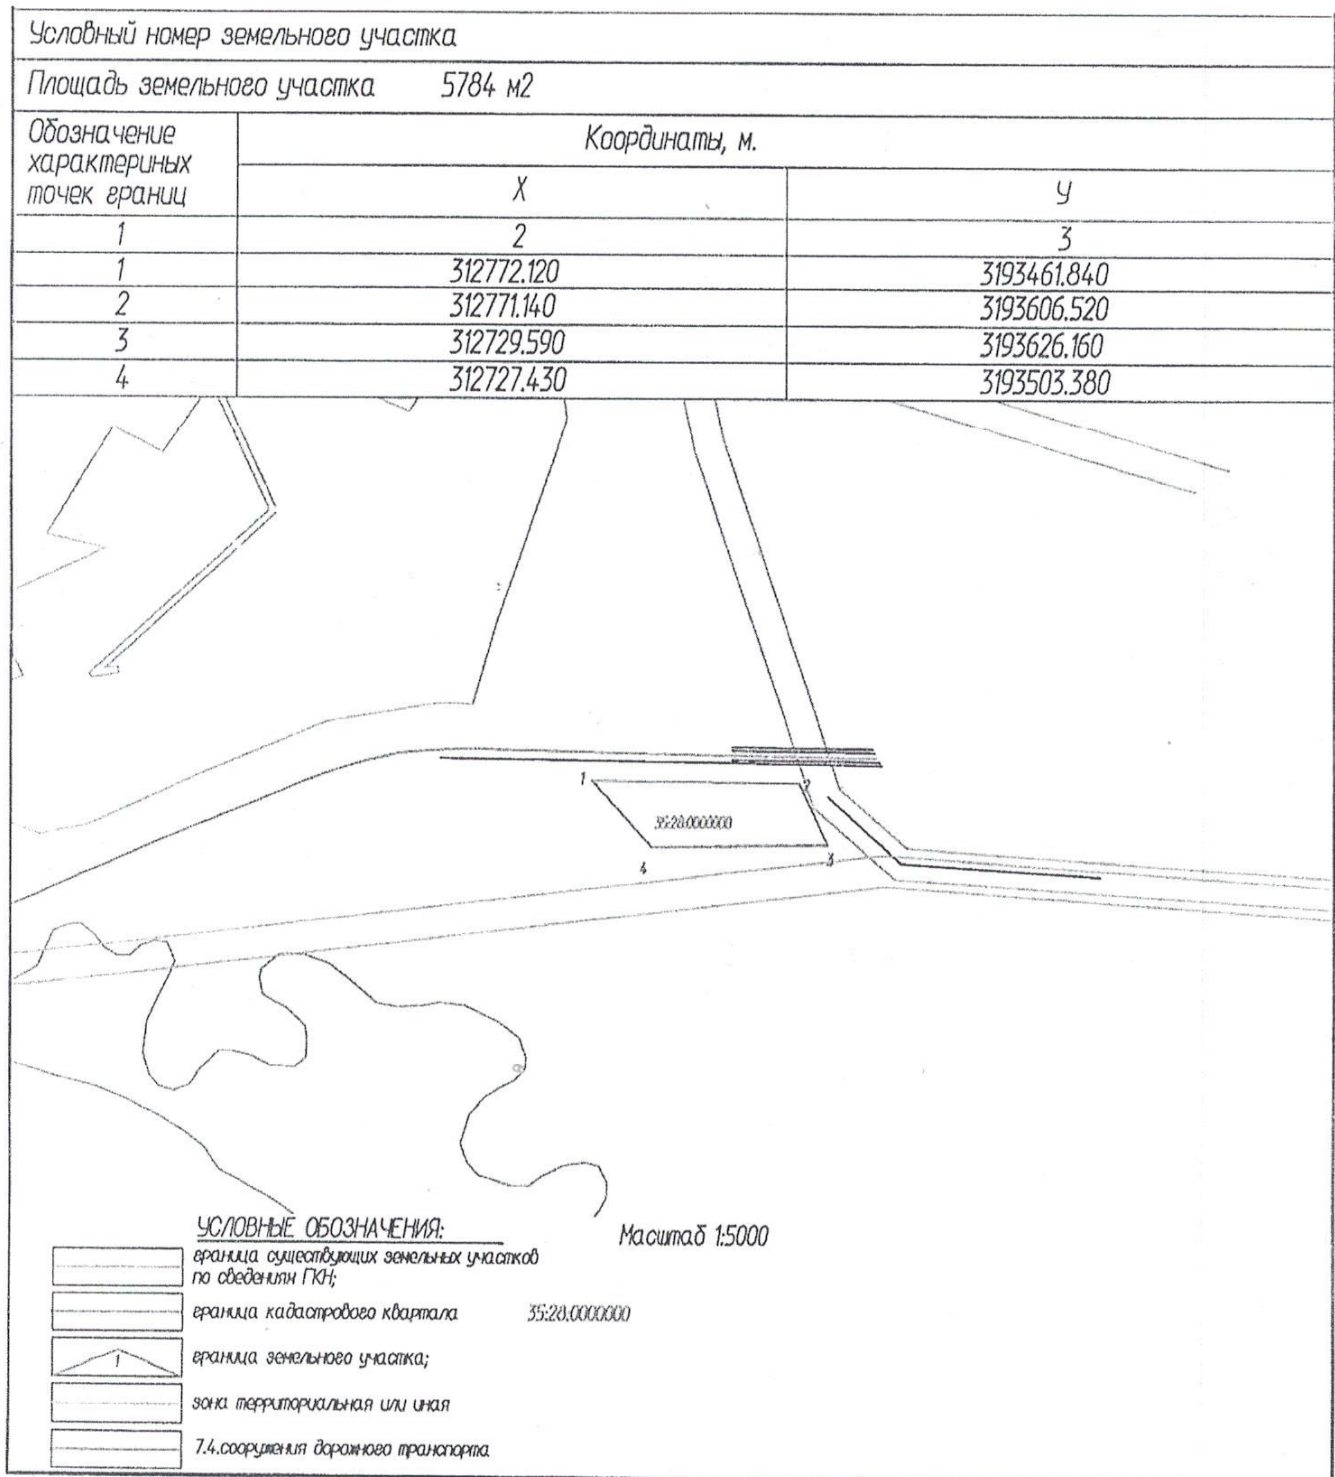 Условный номер земельного участка
Площадь земельного участка 5784 м2
Обозначение
характериных
точек границ
Координаты, м.
X
У
1
2
3
1
312772.120
3193461.840
2
312771.140
3193606.520
3
312729.590
3193626.160
4
312727.430
3193503.380
1
2
35:28:0000000
4
3
УСЛОВНЫЕ ОБОЗНАЧЕНИЯ:
Масштаб 1:5000
граница существующих земельных участков
по сведениям ГКН;
граница кадастрового квартала 35:28:0000000
1
граница земельного участка;
зона территориальная или иная
7.4.сооружения дорожного транспорта